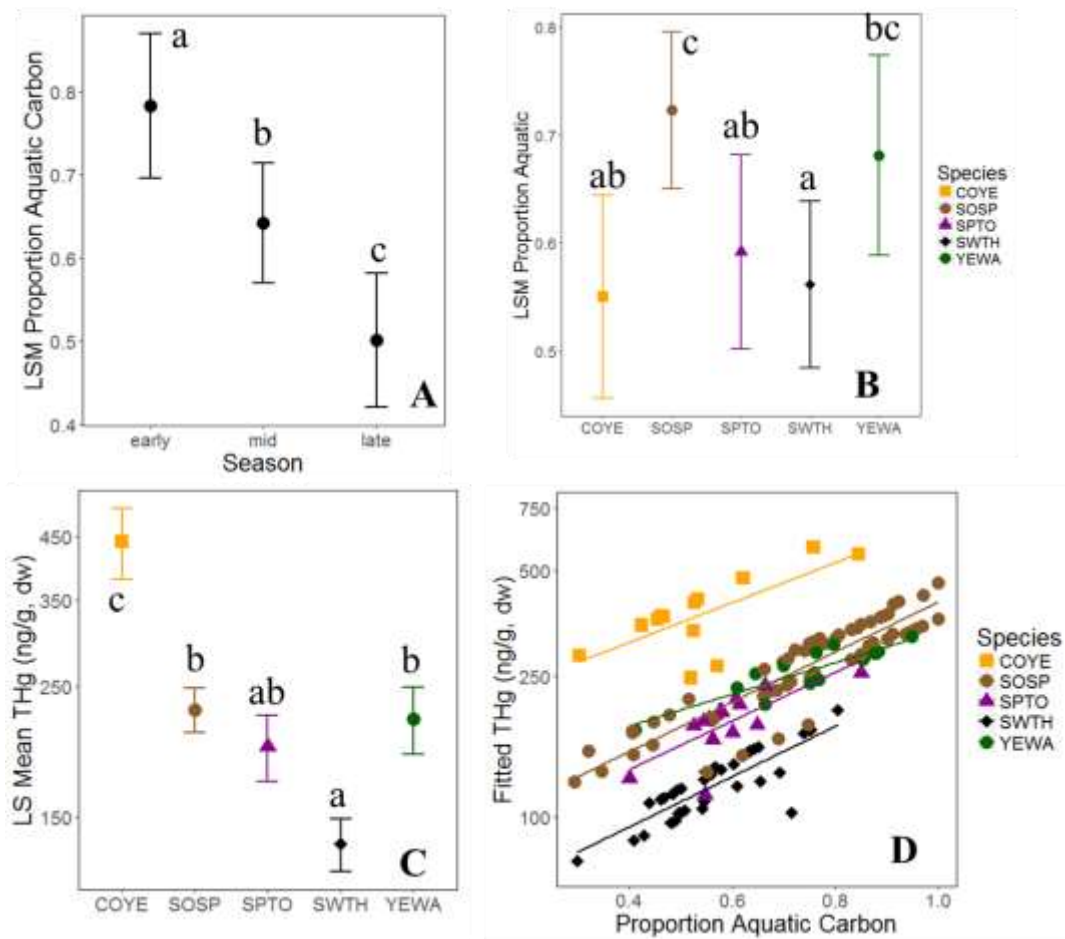 LSM Proportion Aquatic Carbon
0.8
0.7
0.6
0.5
0.4
a
b
c
A
early mid late
Season
LSM Proportion Aquatic
0.8
0.7
0.6
0.5
ab
c
ab
a
bc
B
COYE SOSP SPTO SWTH YEWA
Species
COYE
SOSP
SPTO
SWTH
YEWA
LS Mean THg (ng/g, dw)
450
350
250
150
c
b
ab
a
b
C
COYE SOSP SPTO SWTH YEWA
Fitted THg (ng/g, dw)
750
500
250
100
D
0.4 0.6 0.8 1.0
Proportion Aquatic Carbon
Species
COYE
SOSP
SPTO
SWTH
YEWA